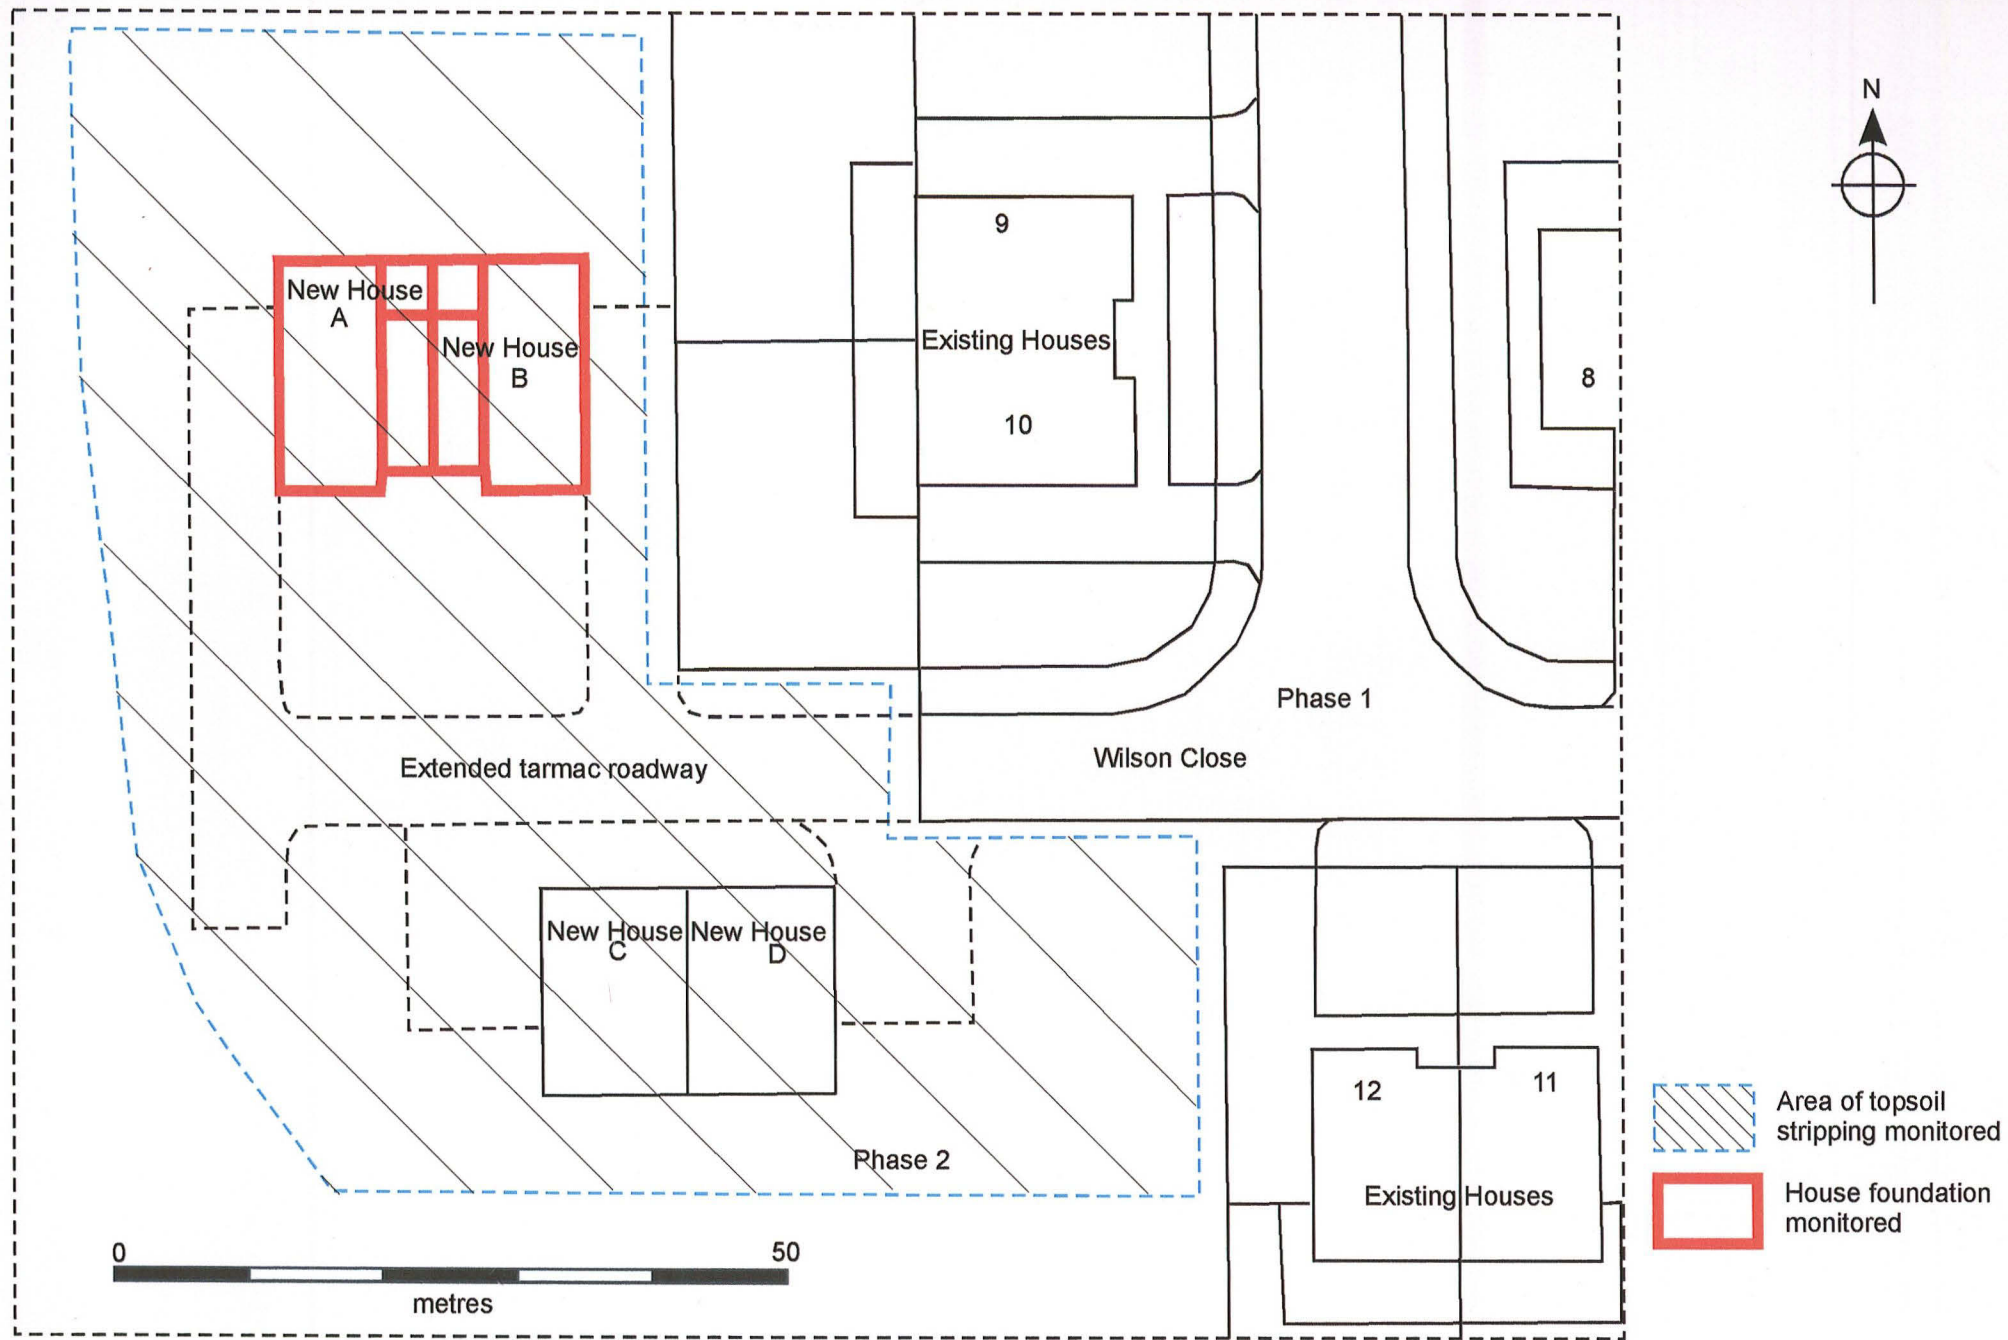 N
9
New House
A
Existing Houses
New House
B
8
10
Phase 1
Wilson Close
Extended tarmac roadway
New House
C
New House
D
12
11
Phase 2
Existing Houses
Area of topsoil
stripping monitored
House foundation
monitored
0
50
metres